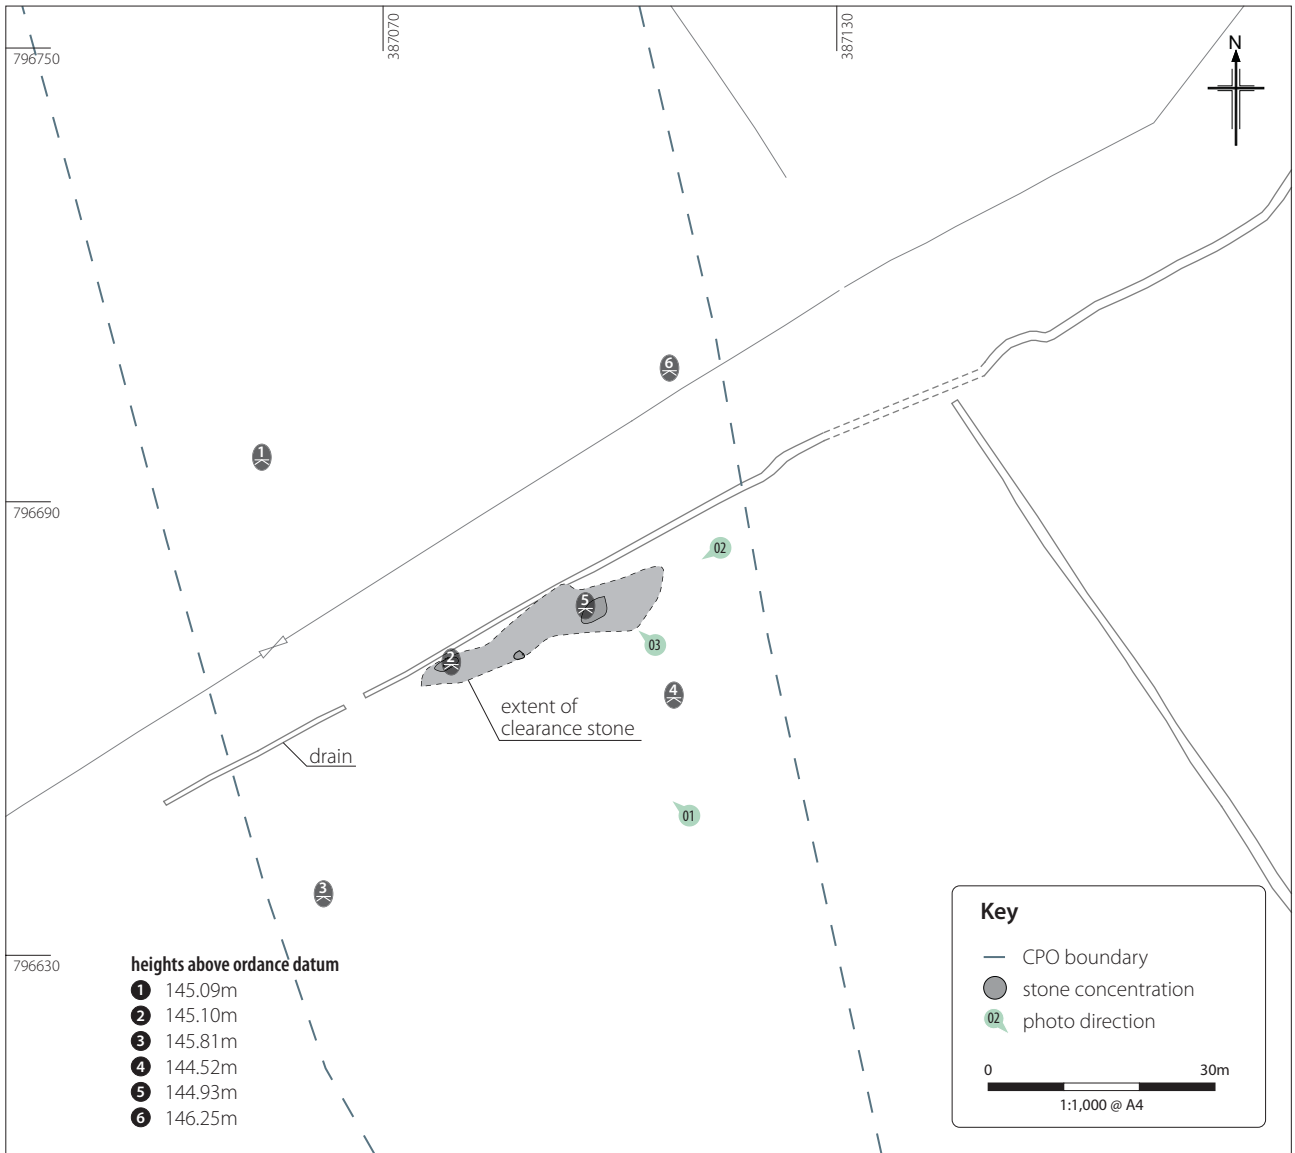 387070
387130
796750
N
6
1
796690
02
5
03
2
4
extent of
clearance stone
drain
01
3
796630
heights above ordance datum
1 145.09m
2 145.10m
3 145.81m
4 144.52m
5 144.93m
6 146.25m
Key
CPO boundary
stone concentration
02 photo direction
0 30m
1:1,000 @ A4